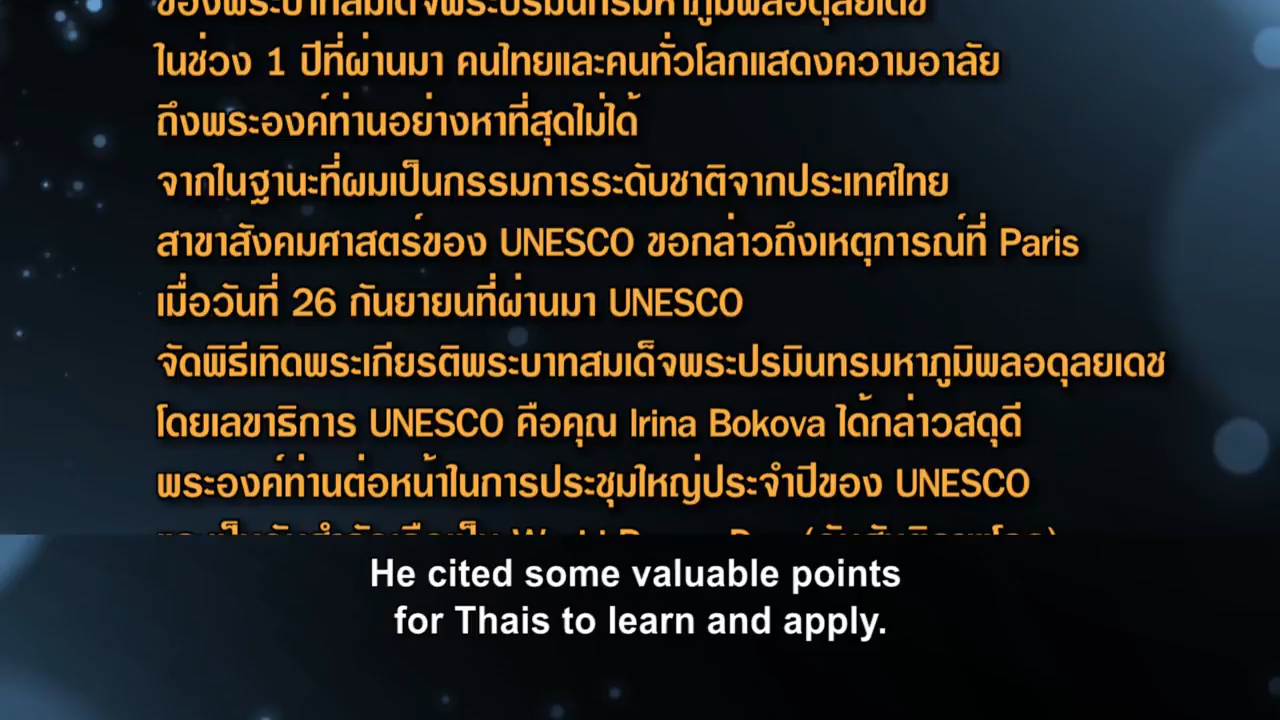 ของพระบาทสมเด็จพระปรมินทรมหาภูมิพลอดุลยเดช
ในช่วง 1 ปีที่ผ่านมา คนไทยและคนทั่วโลกแสดงความอาลัย
ถึงพระองค์ท่านอย่างหาที่สุดไม่ได้
จากในฐานะที่ผมเป็นกรรมการระดับชาติจากประเทศไทย
สาขาสังคมศาสตร์ของ UNESCO ขอกล่าวถึงเหตุการณ์ที่ Paris
เมื่อวันที่ 26 กันยายนที่ผ่านมา UNESCO
จัดพิธีเทิดพระเกียรติพระบาทสมเด็จพระปรมินทรมหาภูมิพลอดุลยเดช
โดยเลขาธิการ UNESCO คือคุณ Irina Bokova ได้กล่าวสดุดี
พระองค์ท่านต่อหน้าในการประชุมใหญ่ประจำปีของ UNESCO
He cited some valuable points
for Thais to learn and apply.